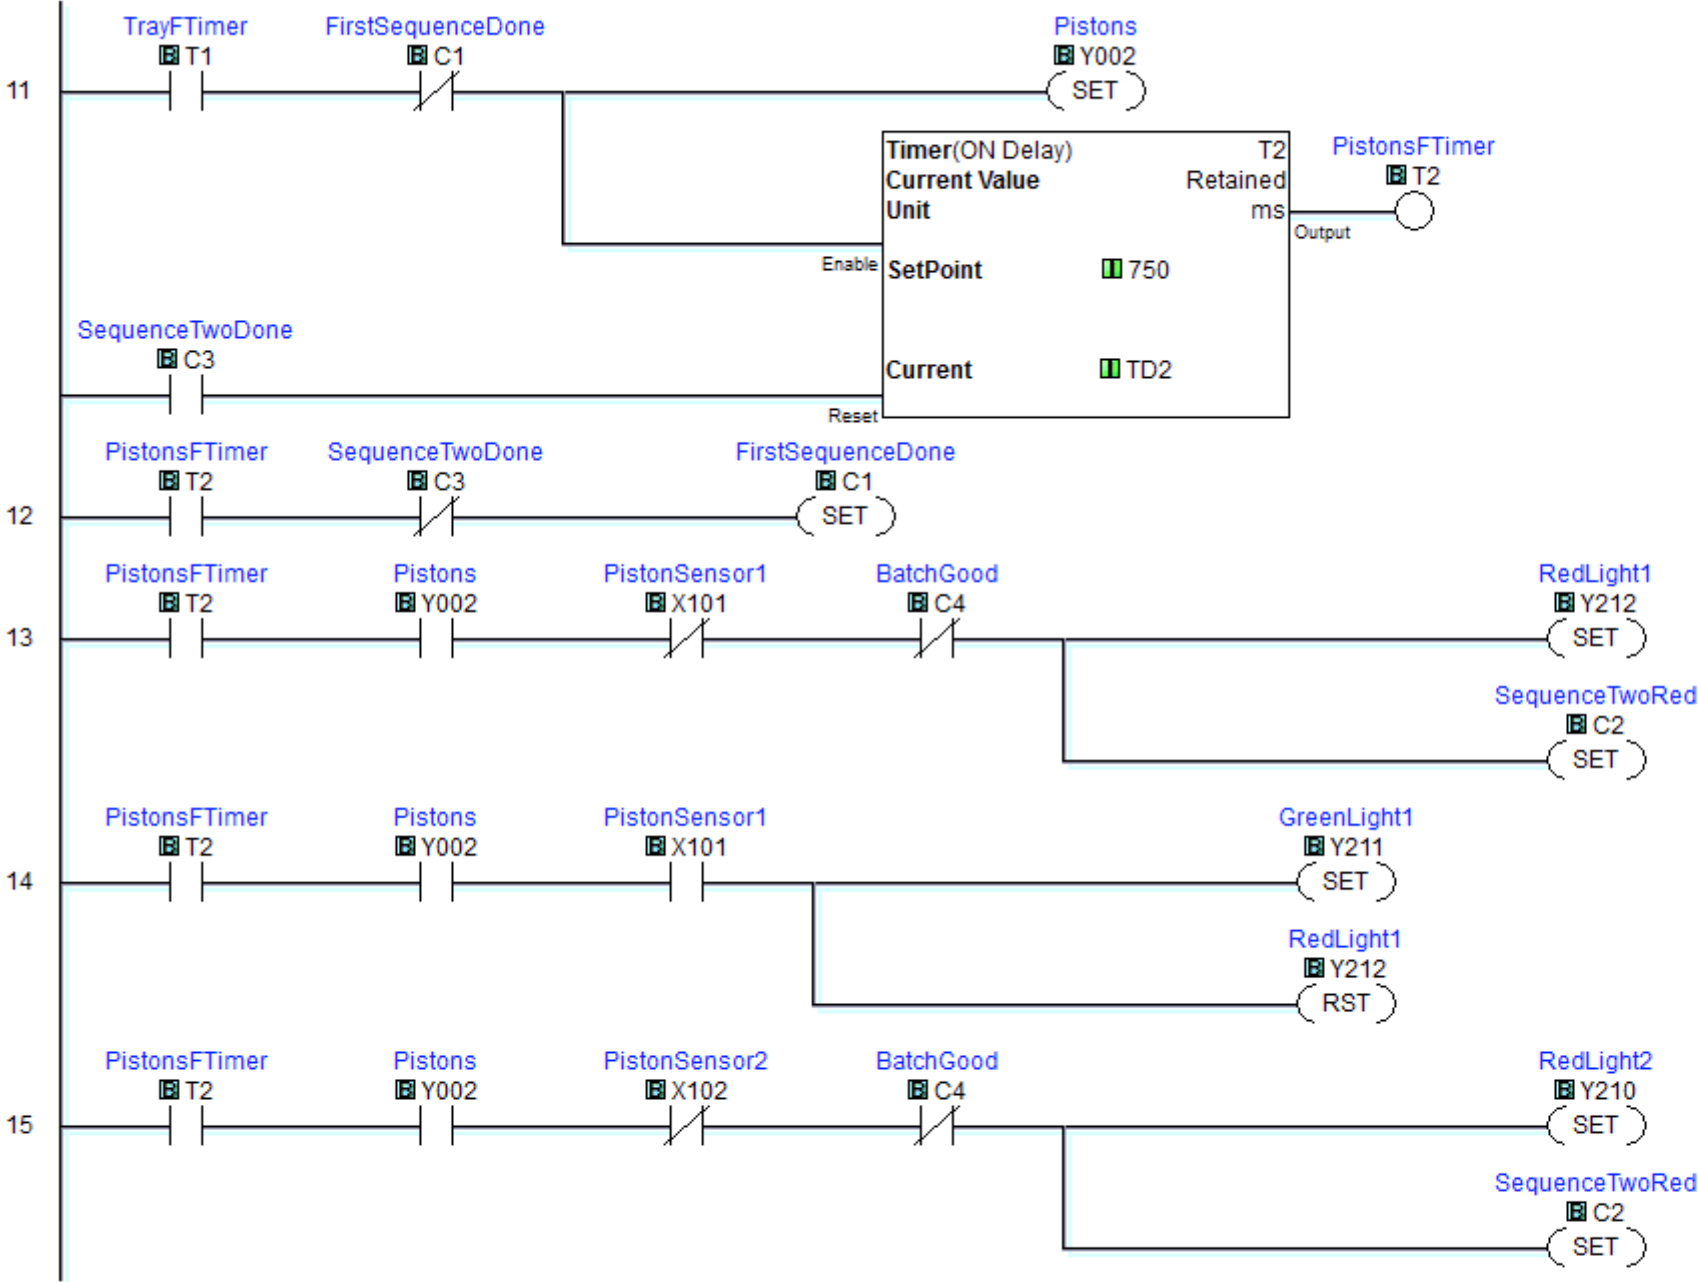 TrayFTimer FirstSequenceDone Pistons
B T1 B C1 B Y002
11 SET
Timer(ON Delay) T2
PistonsFTimer
Current Value Retained
B T2
Unit ms
Output
Enable
SetPoint 750
SequenceTwoDone
B C3
Current TD2
Reset
PistonsFTimer SequenceTwoDone FirstSequenceDone
B T2 B C3 B C1
12 SET
PistonsFTimer Pistons PistonSensor1 BatchGood RedLight1
B T2 B Y002 B X101 B C4 B Y212
13 SET
SequenceTwoRed
B C2
SET
PistonsFTimer Pistons PistonSensor1 GreenLight1
B T2 B Y002 B X101 B Y211
14 SET
RedLight1
B Y212
RST
PistonsFTimer Pistons PistonSensor2 BatchGood RedLight2
B T2 B Y002 B X102 B C4 B Y210
15 SET
SequenceTwoRed
B C2
SET